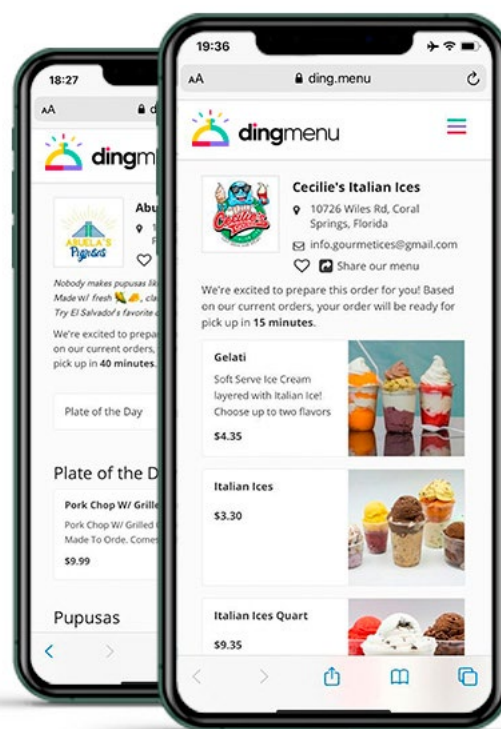 18:27
AA
dingm
ABUELA'S
Pupusas
Nobody makes pupusas
Made w/ fresh
Try El Salvador's favorite
We're excited to
on our current orders,
pick up in 40 minutes.
Plate of the Day
Plate of the D
Pork Chop W/ Grille
Pork Chop W/ Grilled
Made To Orde. Comes
$9.99
Pupusas
19:36
AA
ding.menu
dingmenu
Cecilie's
Cecilie's Italian Ices
10726 Wiles Rd, Coral
Springs, Florida
info.gourmetices@gmail.com
Share our menu
We're excited to prepare this order for you! Based
on our current orders, your order will be ready for
pick up in 15 minutes.
Gelati
Soft Serve Ice Cream
layered with Italian Ice!
Choose up to two flavors
$4.35
Italian Ices
$3.30
Italian Ices Quart
$9.35